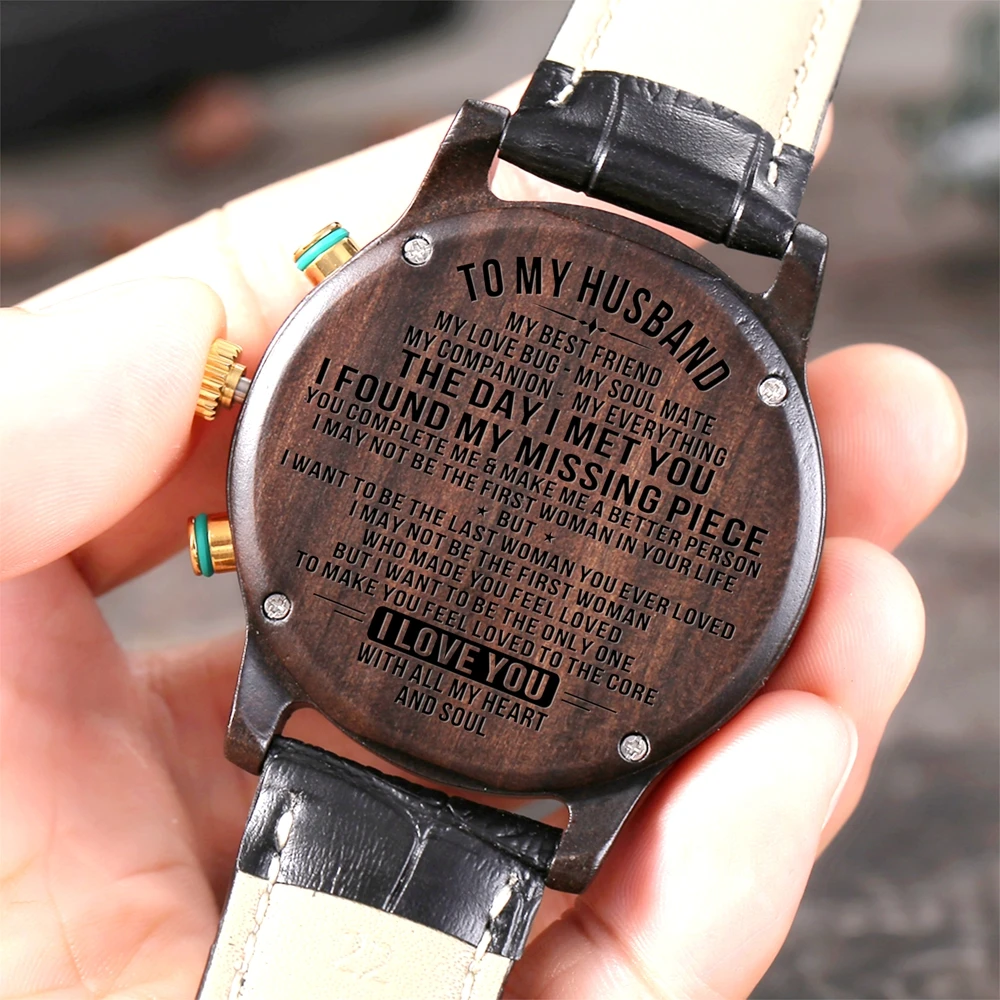 TO MY HUSBAND
MY BEST FRIEND
MY LOVE BUG - MY SOUL MATE
MY COMPANION - MY EVERYTHING
THE DAY I MET YOU
I FOUND MY MISSING PIECE
YOU COMPLETE ME & MAKE ME A BETTER PERSON
I MAY NOT BE THE FIRST WOMAN IN YOUR LIFE
★ BUT ★
I WANT TO BE THE LAST WOMAN YOU EVER LOVED
I MAY NOT BE THE FIRST WOMAN
WHO MADE YOU FEEL LOVED
BUT I WANT TO BE THE ONLY ONE
TO MAKE YOU FEEL LOVED TO THE CORE
I LOVE YOU
WITH ALL MY HEART
AND SOUL
22